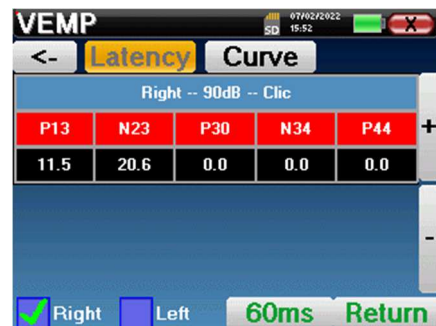 VEMP SD 07/02/2022 15:52 X
<- Latency Curve
Right -- 90dB -- Clic
P13 N23 P30 N34 P44 +
11.5 20.6 0.0 0.0 0.0
-
Right Left 60ms Return